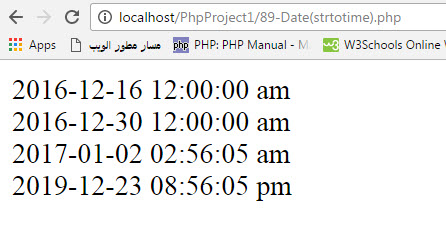 localhost/PhpProject1/89-Date(strtotime).php
Apps مسار مطور الويب php PHP: PHP Manual - M W3Schools Online
2016-12-16 12:00:00 am
2016-12-30 12:00:00 am
2017-01-02 02:56:05 am
2019-12-23 08:56:05 pm